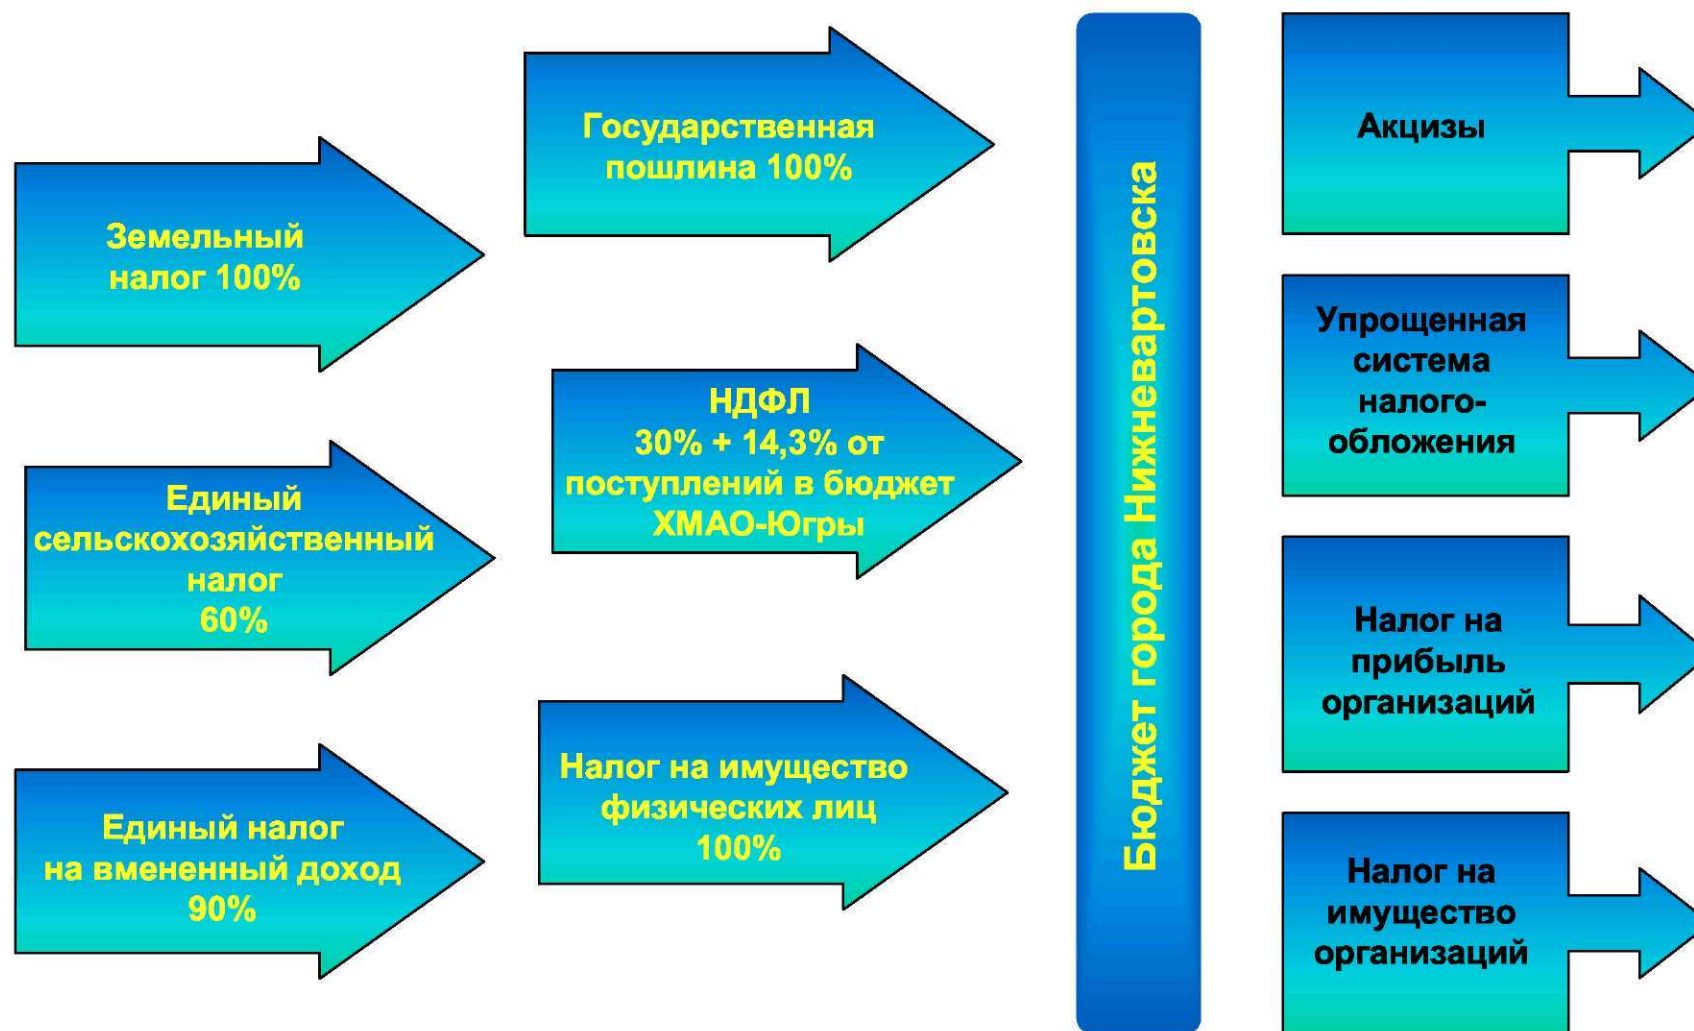 Земельный
налог 100%
Единый
сельскохозяйственный
налог
60%
Единый налог
на вмененный доход
90%
Государственная
пошлина 100%
НДФЛ
30% + 14,3% от
поступлений в бюджет
ХМАО-Югры
Налог на имущество
физических лиц
100%
Бюджет города Нижневартовска
Акцизы
Упрощенная
система
налого-
обложения
Налог на
прибыль
организаций
Налог на
имущество
организаций